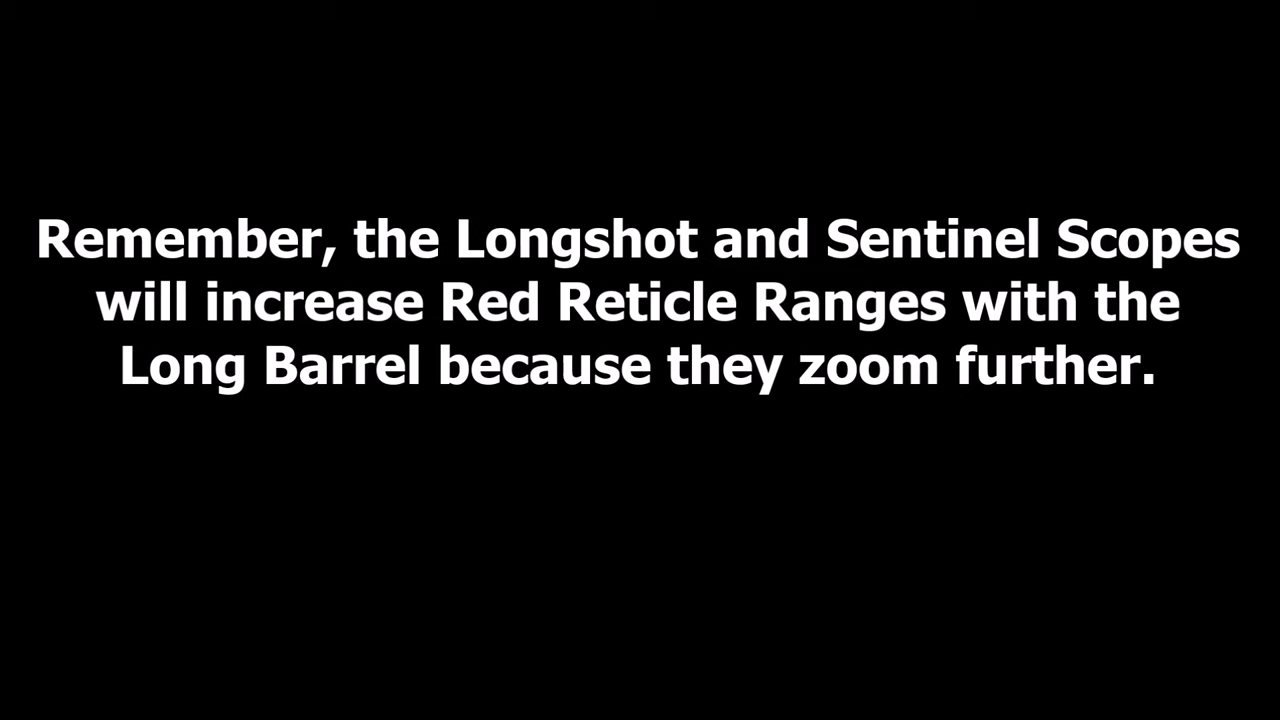 Remember, the Longshot and Sentinel Scopes
will increase Red Reticle Ranges with the
Long Barrel because they zoom further.